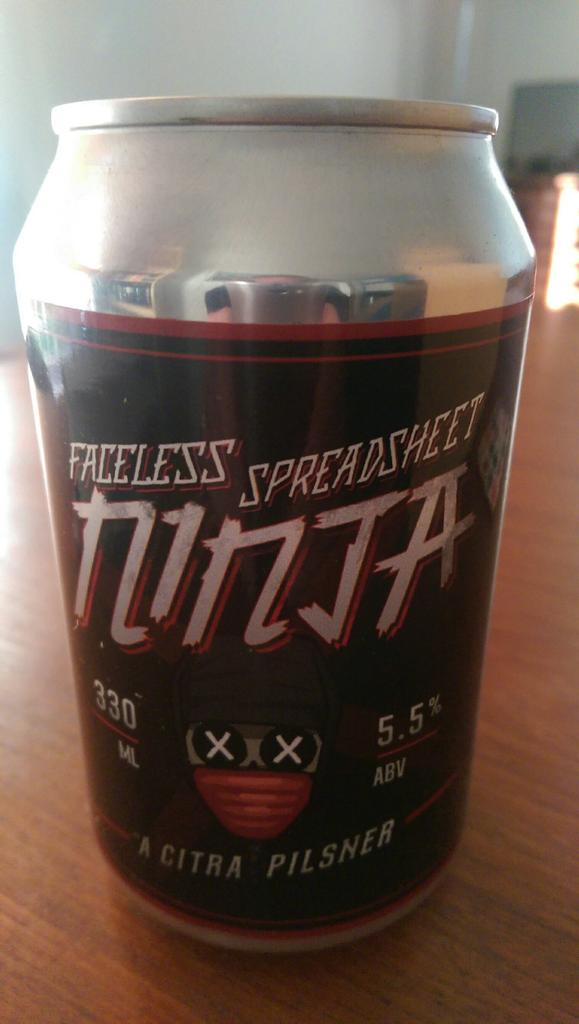 FACELESS SPREADSHEET
NINJA
330
ML
5.5%
ABV
X X
A CITRA PILSNER